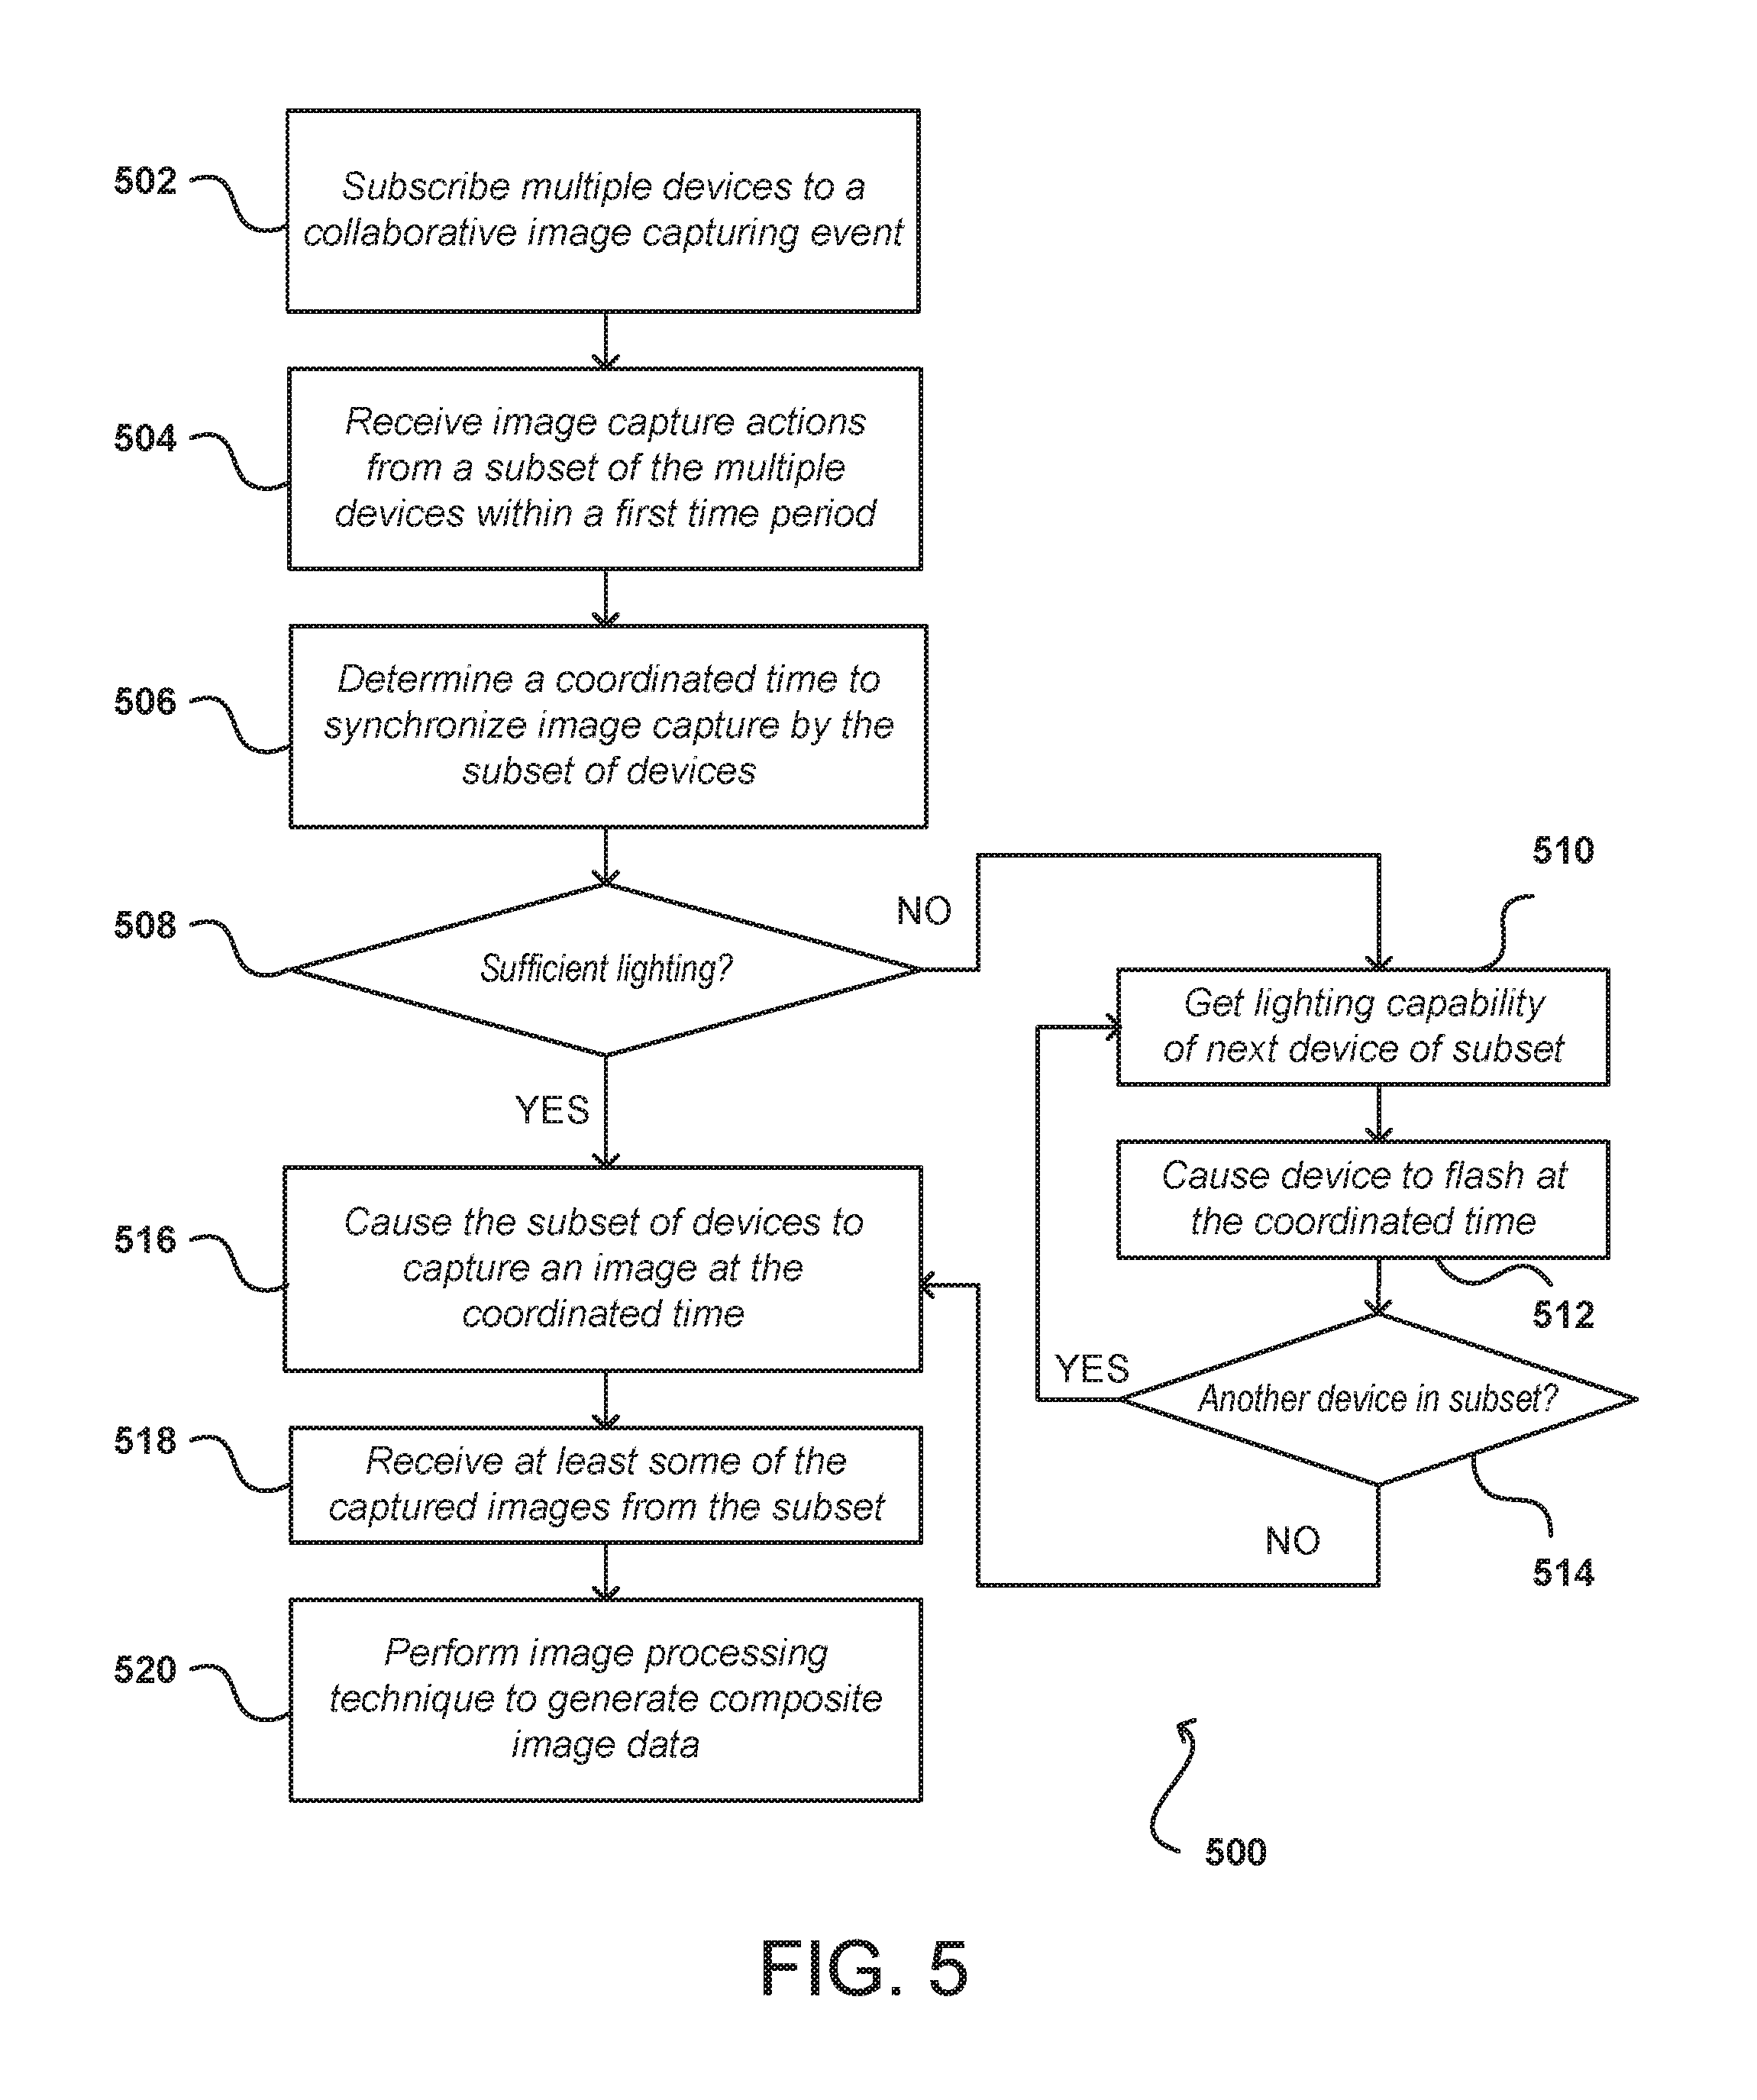 502
Subscribe multiple devices to a
collaborative image capturing event
504
Receive image capture actions
from a subset of the multiple
devices within a first time period
506
Determine a coordinated time to
synchronize image capture by the
subset of devices
508
Sufficient lighting?
NO
YES
510
Get lighting capability
of next device of subset
Cause device to flash at
the coordinated time
512
Another device in subset?
YES
NO
514
516
Cause the subset of devices to
capture an image at the
coordinated time
518
Receive at least some of the
captured images from the subset
520
Perform image processing
technique to generate composite
image data
500
FIG. 5